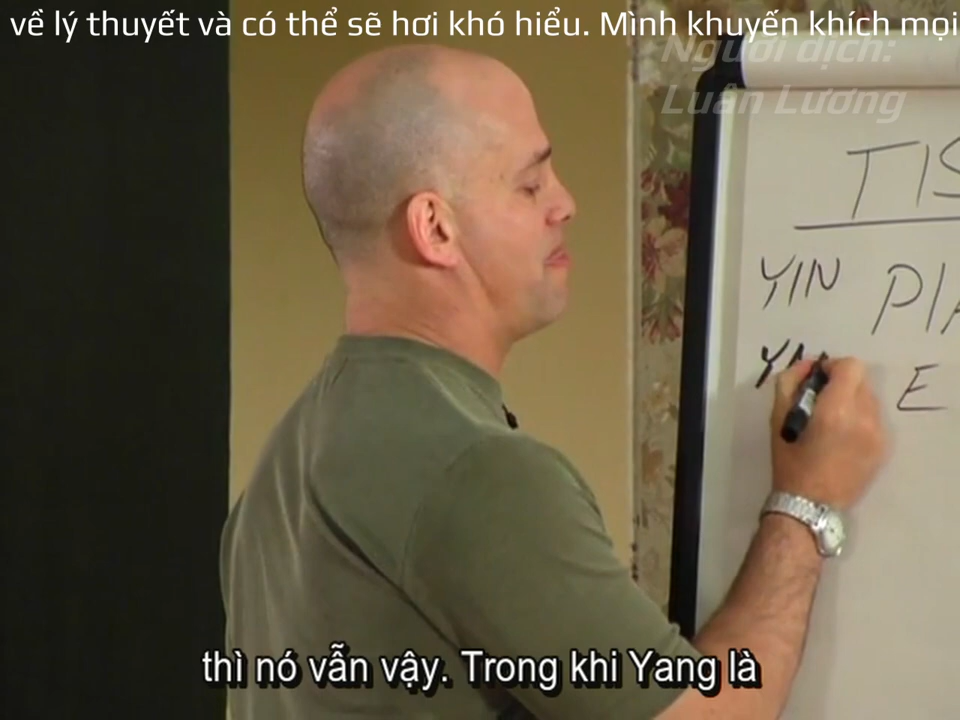 về lý thuyết và có thể sẽ hơi khó hiểu. Mình khuyến khích mọi
Người dịch:
Luân Lương
TIS
YIN PIA
E
thì nó vẫn vậy. Trong khi Yang là